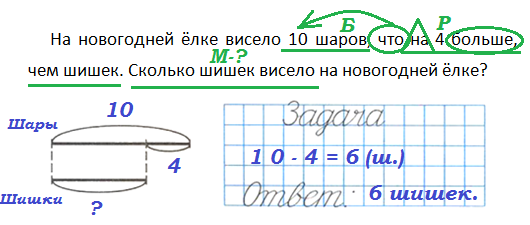 Б Р
На новогодней ёлке висело 10 шаров, что на 4 больше,
М-?
чем шишек. Сколько шишек висело на новогодней ёлке?
10
Шары
4
Шишки
?
Задача
10-4=6 (ш.)
Ответ: 6 шишек.